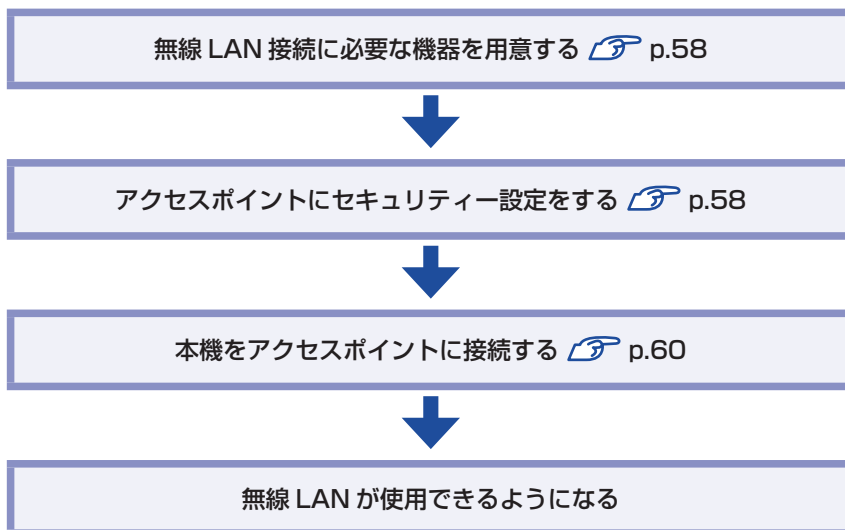 無線 LAN 接続に必要な機器を用意する p.58
アクセスポイントにセキュリティー設定をする p.58
本機をアクセスポイントに接続する p.60
無線 LAN が使用できるようになる